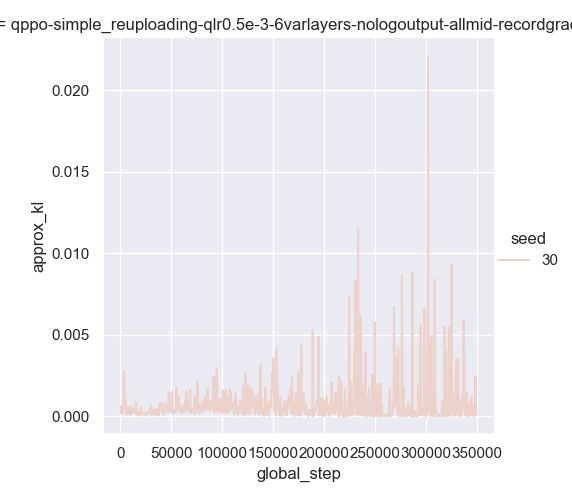 = qppo-simple_reuploading-qlr0.5e-3-6varlayers-nologoutput-allmid-recordgrad
0.020
0.015
0.010
0.005
0.000
approx_kl
seed
30
0 50000 100000 150000 200000 250000 300000 350000
global_step